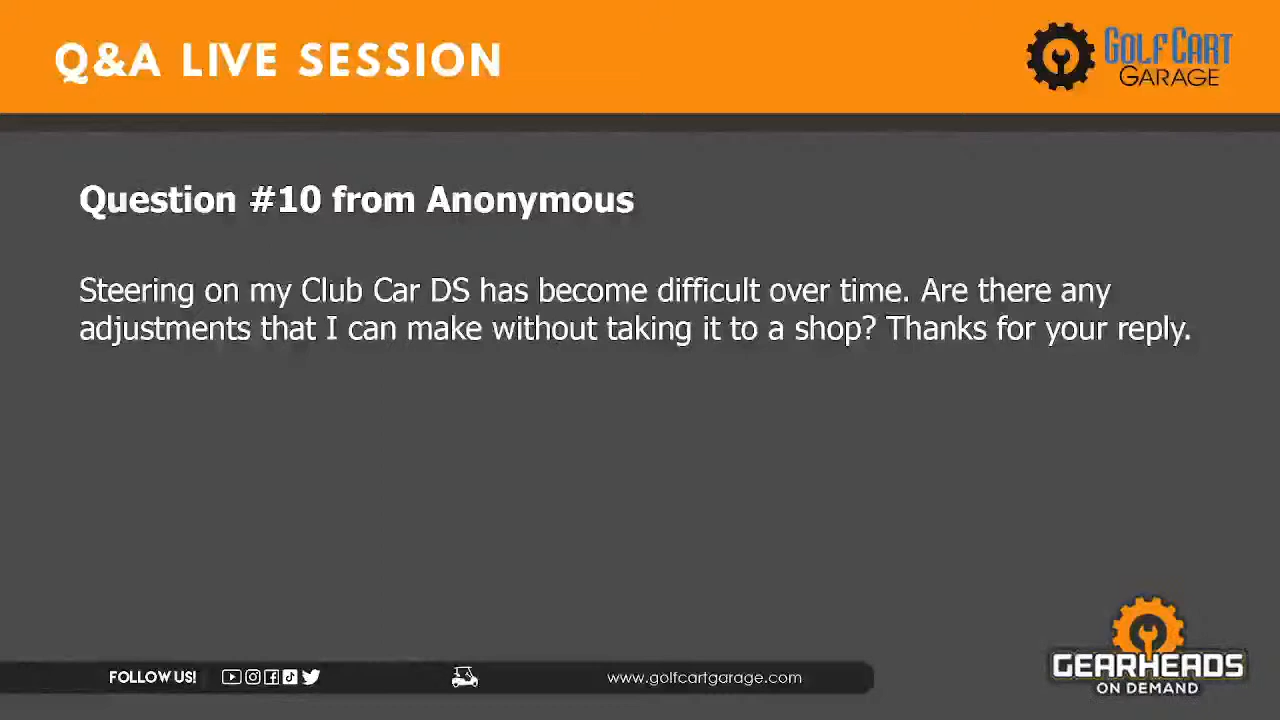 Q&A LIVE SESSION
GOLF CART
GARAGE
Question #10 from Anonymous
Steering on my Club Car DS has become difficult over time. Are there any
adjustments that I can make without taking it to a shop? Thanks for your reply.
FOLLOW US!
www.golfcartgarage.com
GEARHEADS
ON DEMAND